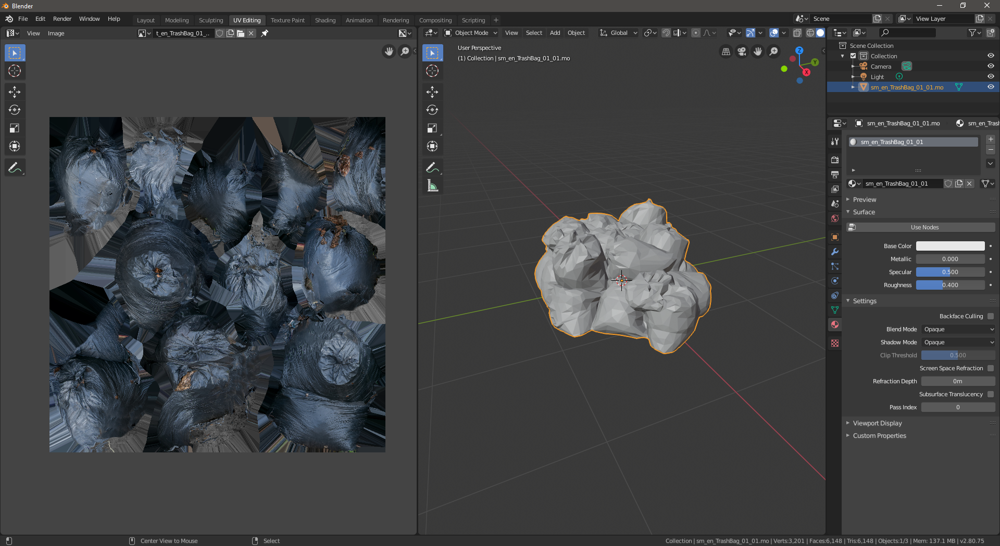 Blender
File Edit Render Window Help
Layout Modeling Sculpting UV Editing Texture Paint Shading Animation Rendering Compositing Scripting +
Scene
View Layer
View Image
t_en_TrashBag_01_..
Object Mode View Select Add Object Global
User Perspective
(1) Collection | sm_en_TrashBag_01_01.mo
Z
Y
X
Scene Collection
Collection
Camera
Light
sm_en_TrashBag_01_01.mo
sm_en_TrashBag_01_01.mo sm_en_Trash
sm_en_TrashBag_01_01
sm_en_TrashBag_01_01
Preview
Surface
Use Nodes
Base Color
Metallic 0.000
Specular 0.500
Roughness 0.400
Settings
Backface Culling
Blend Mode Opaque
Shadow Mode Opaque
Clip Threshold 0.500
Screen Space Refraction
Refraction Depth 0m
Subsurface Translucency
Pass Index 0
Viewport Display
Custom Properties
Center View to Mouse Select
Collection | sm_en_TrashBag_01_01.mo | Verts:3,201 | Faces:6,148 | Tris:6,148 | Objects:1/3 | Mem: 137.1 MB | v2.80.75